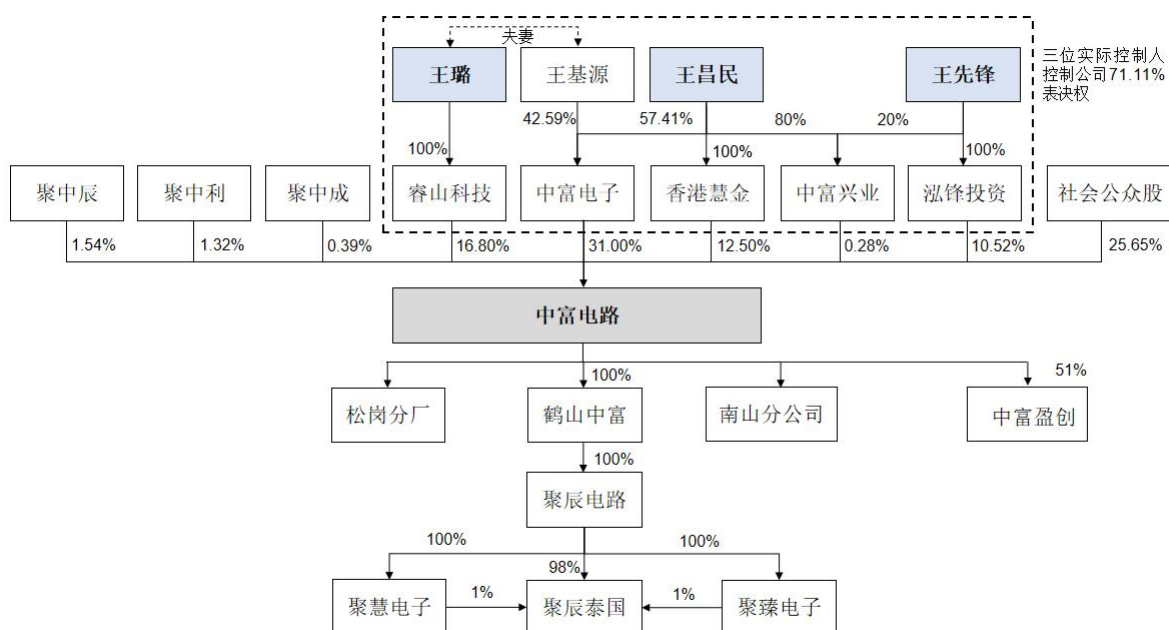 夫妻
王璐
王基源
王昌民
王先锋
三位实际控制人
控制公司71.11%
表决权
42.59%
57.41%
80%
20%
100%
100%
100%
聚中辰
聚中利
聚中成
睿山科技
中富电子
香港慧金
中富兴业
泓锋投资
社会公众股
1.54%
1.32%
0.39%
16.80%
31.00%
12.50%
0.28%
10.52%
25.65%
中富电路
100%
51%
松岗分厂
鹤山中富
南山分公司
中富盈创
100%
聚辰电路
100%
100%
98%
聚慧电子
1%
聚辰泰国
1%
聚臻电子